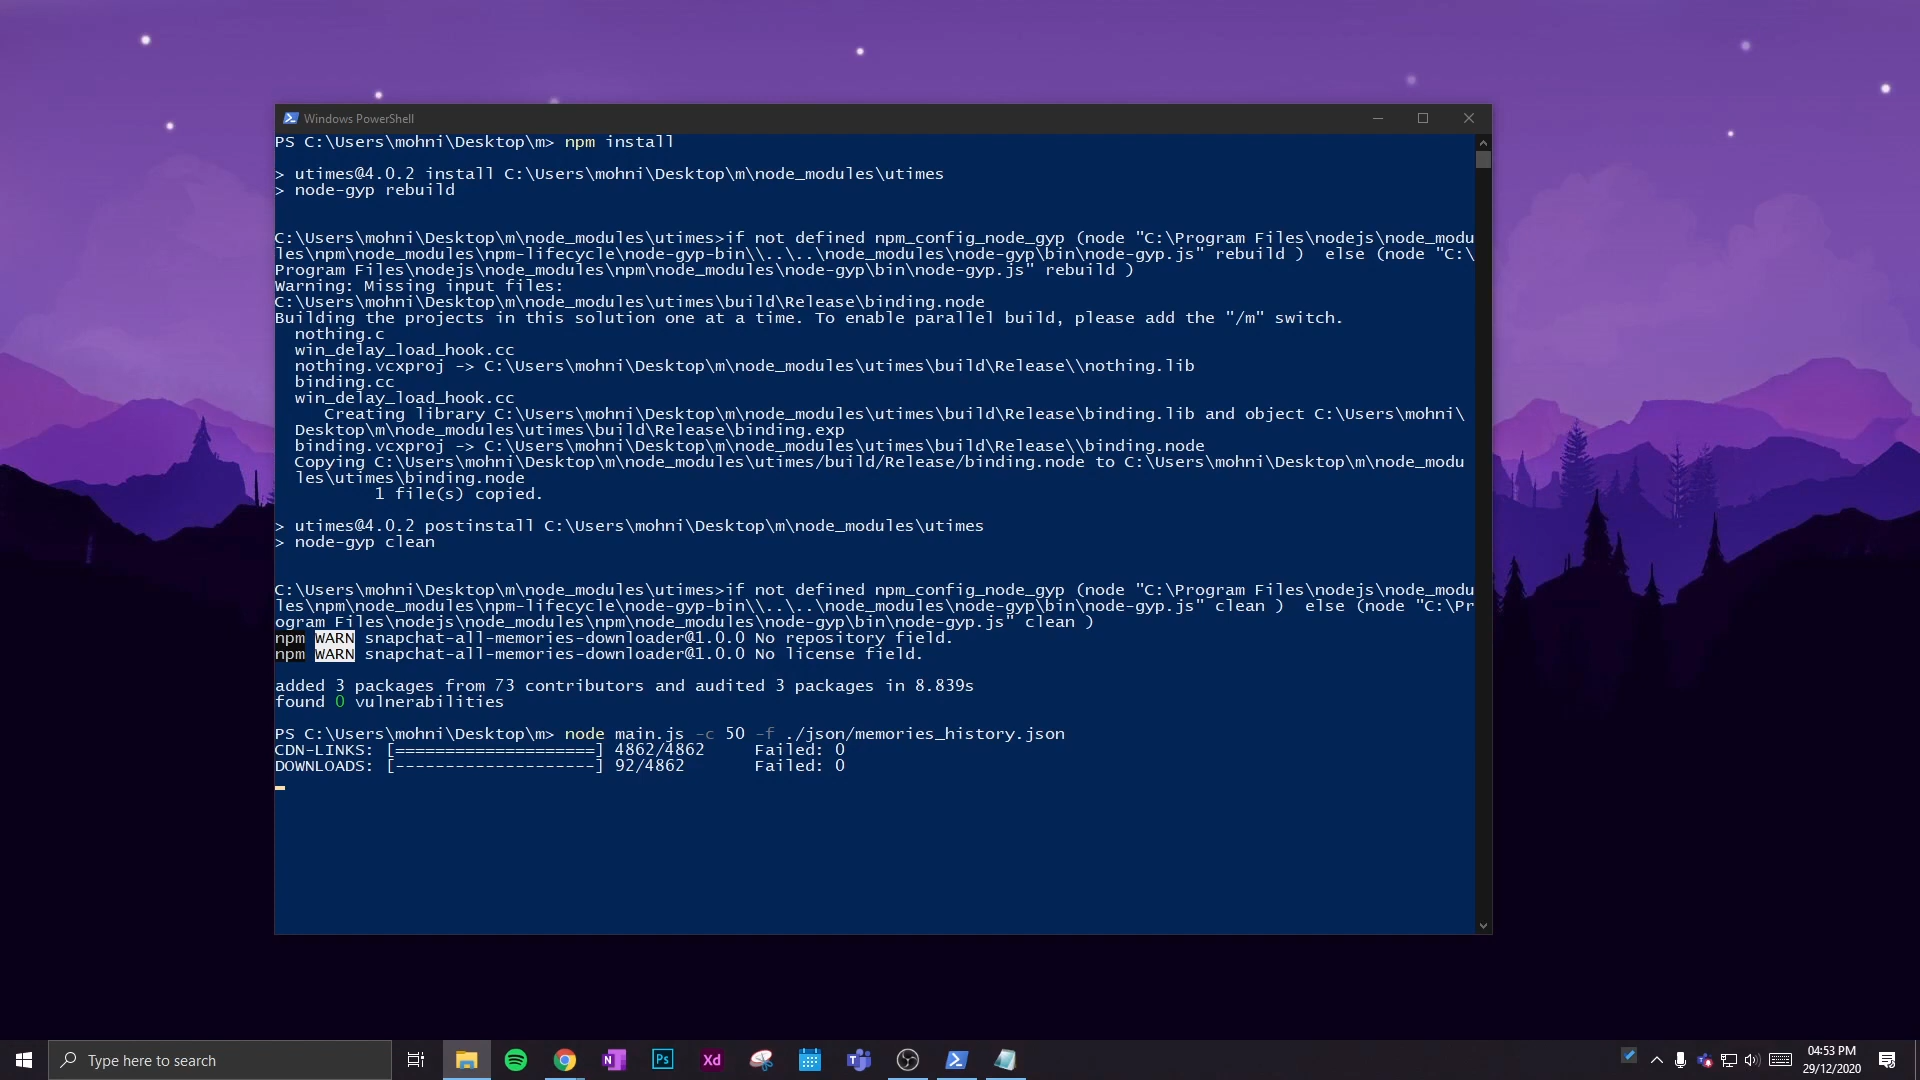 Windows PowerShell
PS C:\Users\mohni\Desktop\m> npm install
> utimes@4.0.2 install C:\Users\mohni\Desktop\m\node_modules\utimes
> node-gyp rebuild
C:\Users\mohni\Desktop\m\node_modules\utimes>if not defined npm_config_node_gyp (node "C:\Program Files\nodejs\node_modu
les\npm\node_modules\npm-lifecycle\node-gyp-bin\\..\..\node_modules\node-gyp\bin\node-gyp.js" rebuild )  else (node "C:\
Program Files\nodejs\node_modules\npm\node_modules\node-gyp\bin\node-gyp.js" rebuild )
Warning: Missing input files:
C:\Users\mohni\Desktop\m\node_modules\utimes\build\Release\binding.node
Building the projects in this solution one at a time. To enable parallel build, please add the "/m" switch.
nothing.c
win_delay_load_hook.cc
nothing.vcxproj -> C:\Users\mohni\Desktop\m\node_modules\utimes\build\Release\\nothing.lib
binding.cc
win_delay_load_hook.cc
Creating library C:\Users\mohni\Desktop\m\node_modules\utimes\build\Release\binding.lib and object C:\Users\mohni\
Desktop\m\node_modules\utimes\build\Release\binding.exp
binding.vcxproj -> C:\Users\mohni\Desktop\m\node_modules\utimes\build\Release\\binding.node
Copying C:\Users\mohni\Desktop\m\node_modules\utimes/build/Release/binding.node to C:\Users\mohni\Desktop\m\node_modu
les\utimes\binding.node
1 file(s) copied.
> utimes@4.0.2 postinstall C:\Users\mohni\Desktop\m\node_modules\utimes
> node-gyp clean
C:\Users\mohni\Desktop\m\node_modules\utimes>if not defined npm_config_node_gyp (node "C:\Program Files\nodejs\node_modu
les\npm\node_modules\npm-lifecycle\node-gyp-bin\\..\..\node_modules\node-gyp\bin\node-gyp.js" clean )  else (node "C:\Pr
ogram Files\nodejs\node_modules\npm\node_modules\node-gyp\bin\node-gyp.js" clean )
npm WARN snapchat-all-memories-downloader@1.0.0 No repository field.
npm WARN snapchat-all-memories-downloader@1.0.0 No license field.
added 3 packages from 73 contributors and audited 3 packages in 8.839s
found 0 vulnerabilities
PS C:\Users\mohni\Desktop\m> node main.js -c 50 -f ./json/memories_history.json
CDN-LINKS: [====================] 4862/4862     Failed: 0
DOWNLOADS: [--------------------] 92/4862       Failed: 0
Type here to search
N
Ps
Xd
04:53 PM
29/12/2020